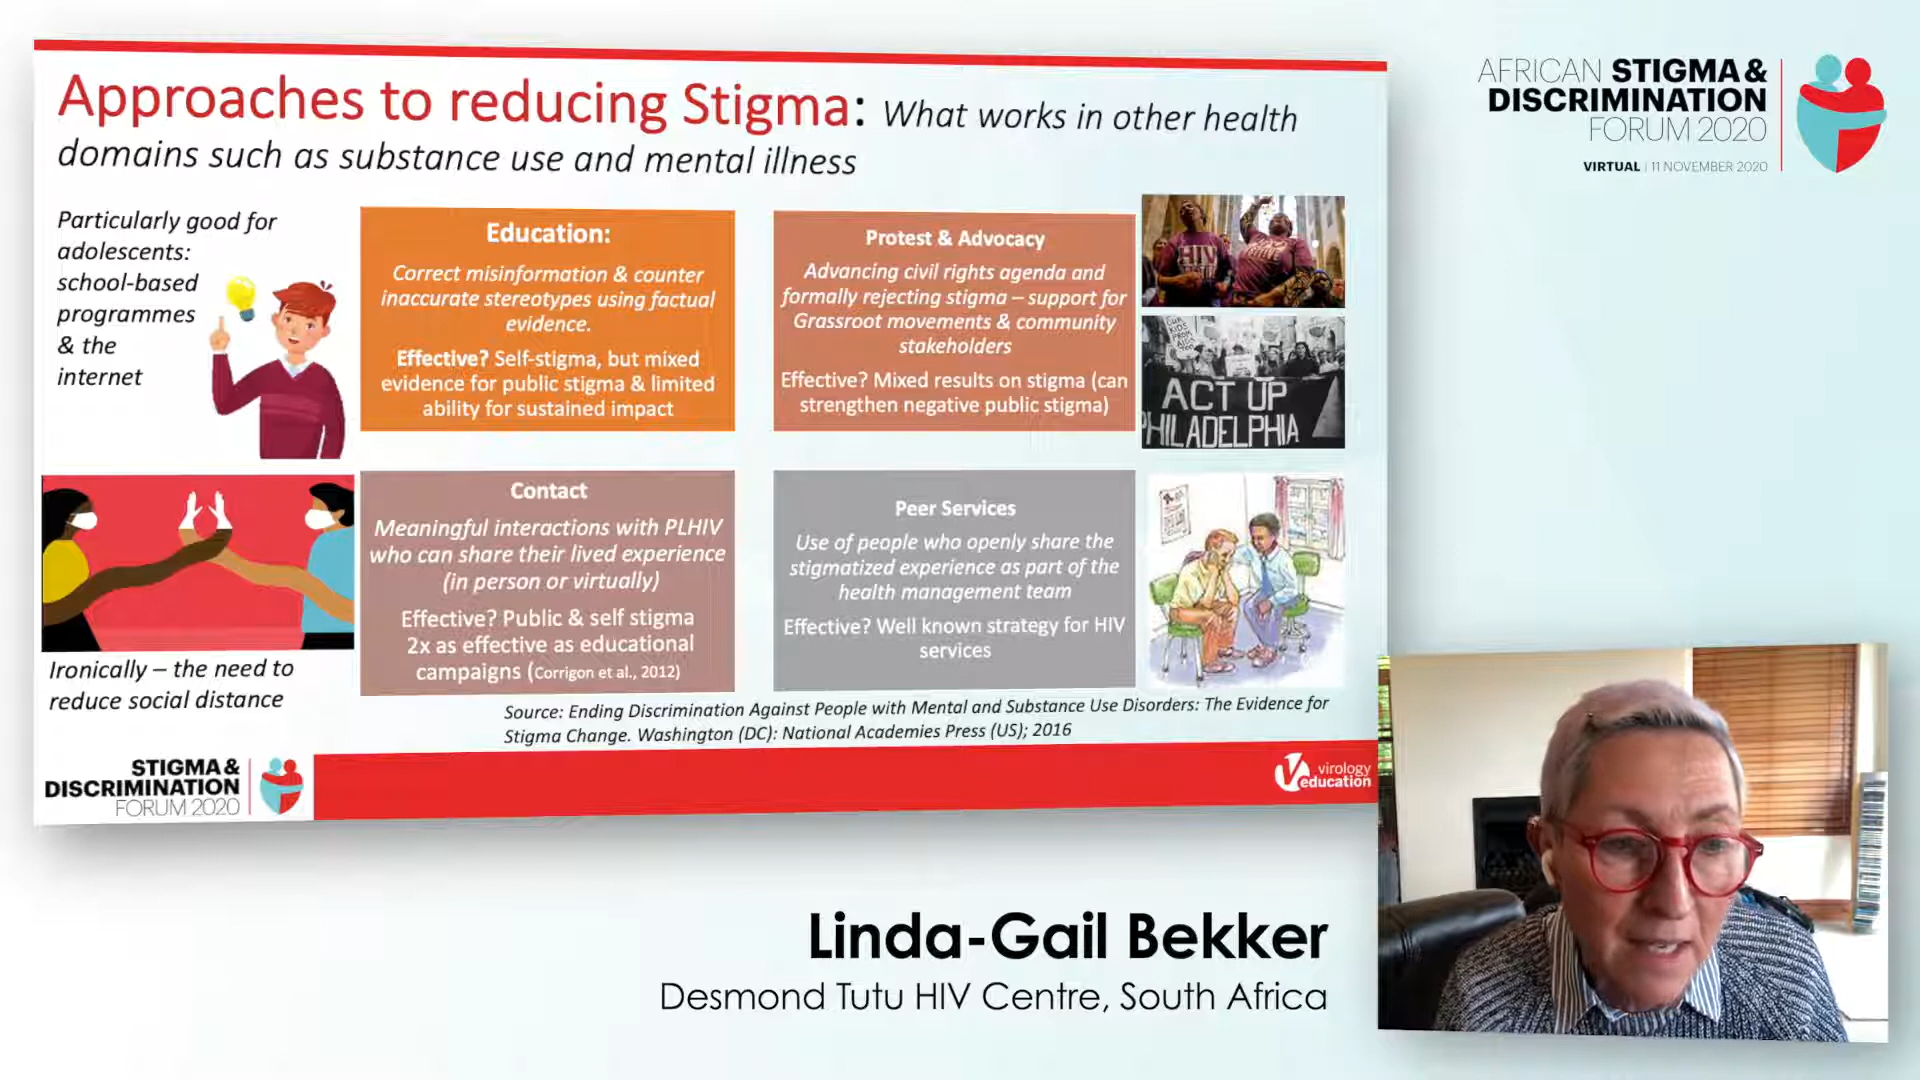 Approaches to reducing Stigma: What works in other health
domains such as substance use and mental illness
Particularly good for
adolescents:
school-based
programmes
& the
internet
Education:
Correct misinformation & counter
inaccurate stereotypes using factual
evidence.
Effective? Self-stigma, but mixed
evidence for public stigma & limited
ability for sustained impact
Protest & Advocacy
Advancing civil rights agenda and
formally rejecting stigma – support for
Grassroot movements & community
stakeholders
Effective? Mixed results on stigma (can
strengthen negative public stigma)
HIV
ACT UP
PHILADELPHIA
Ironically – the need to
reduce social distance
Contact
Meaningful interactions with PLHIV
who can share their lived experience
(in person or virtually)
Effective? Public & self stigma
2x as effective as educational
campaigns (Corrigon et al., 2012)
Peer Services
Use of people who openly share the
stigmatized experience as part of the
health management team
Effective? Well known strategy for HIV
services
Source: Ending Discrimination Against People with Mental and Substance Use Disorders: The Evidence for
Stigma Change. Washington (DC): National Academies Press (US); 2016
STIGMA &
DISCRIMINATION
FORUM 2020
virology
education
AFRICAN STIGMA &
DISCRIMINATION
FORUM 2020
VIRTUAL | 11 NOVEMBER 2020
Linda-Gail Bekker
Desmond Tutu HIV Centre, South Africa